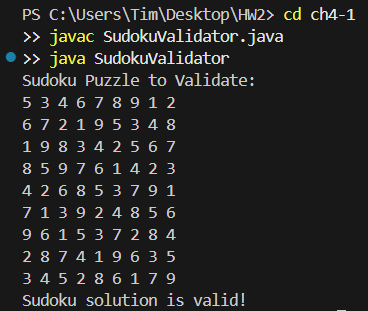 PS C:\Users\Tim\Desktop\HW2> cd ch4-1
>> javac SudokuValidator.java
>> java SudokuValidator
Sudoku Puzzle to Validate:
5 3 4 6 7 8 9 1 2
6 7 2 1 9 5 3 4 8
1 9 8 3 4 2 5 6 7
8 5 9 7 6 1 4 2 3
4 2 6 8 5 3 7 9 1
7 1 3 9 2 4 8 5 6
9 6 1 5 3 7 2 8 4
2 8 7 4 1 9 6 3 5
3 4 5 2 8 6 1 7 9
Sudoku solution is valid!